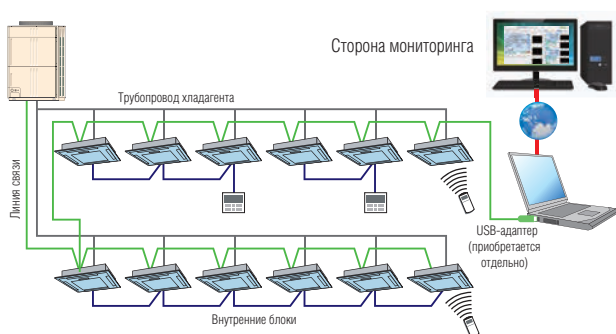 Сторона мониторинга
Трубопровод хладагента
Линия связи
USB-адаптер
(приобретается
отдельно)
Внутренние блоки